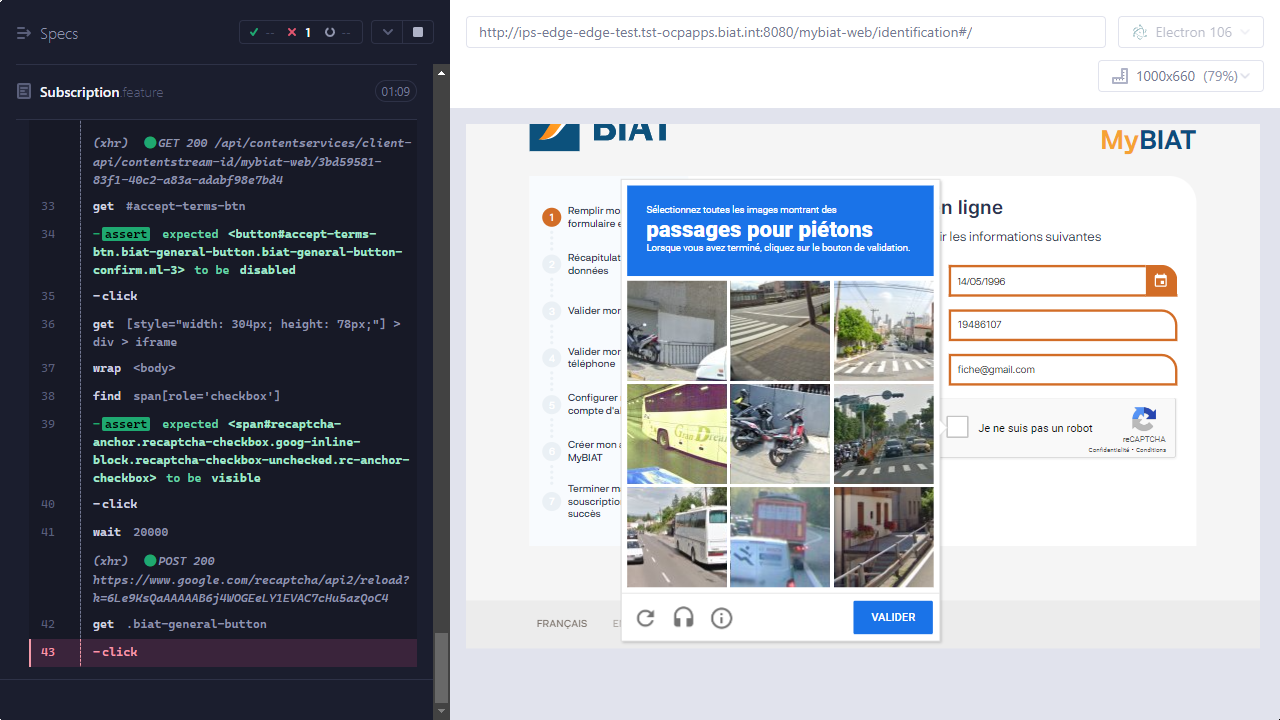 Specs
-- 1 --
Subscription.feature 01:09
(xhr) GET 200 /api/contentservices/client-
api/contentstream-id/mybiat-web/3bd59581-
83f1-40c2-a83a-adabf98e7bd4
33 get #accept-terms-btn
34 -assert expected <button#accept-terms-
btn.biat-general-button.biat-general-button-
confirm.ml-3> to be disabled
35 -click
36 get [style="width: 304px; height: 78px;"] >
div > iframe
37 wrap <body>
38 find span[role='checkbox']
39 -assert expected <span#recaptcha-
anchor.recaptcha-checkbox.goog-inline-
block.recaptcha-checkbox-unchecked.rc-anchor-
checkbox> to be visible
40 -click
41 wait 20000
(xhr) POST 200
https://www.google.com/recaptcha/api2/reload?
k=6Le9KsQaAAAAAB6j4WOGEeLY1EVAC7cHu5azQoC4
42 get .biat-general-button
43 -click
http://ips-edge-edge-test.tst-ocpapps.biat.int:8080/mybiat-web/identification#/
Electron 106
1000x660 (79%)
BIAT
MyBIAT
1 Remplir mo
formulaire e
2 Récapitulat
données
3 Valider mon
4 Valider mon
téléphone
5 Configurer
compte d'a
6 Créer mon a
MyBIAT
7 Terminer m
souscription
succès
Sélectionnez toutes les images montrant des
passages pour piétons
Lorsque vous avez terminé, cliquez sur le bouton de validation.
VALIDER
n ligne
ir les informations suivantes
14/05/1996
19486107
fiche@gmail.com
Je ne suis pas un robot
reCAPTCHA
Confidentialité - Conditions
FRANÇAIS